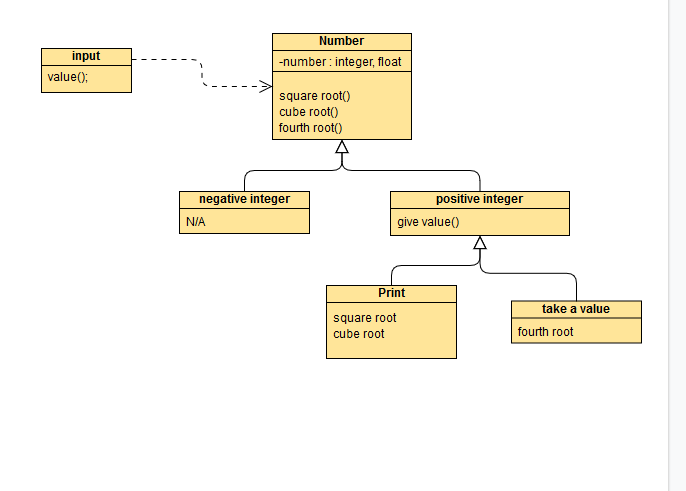 input
value();
Number
-number : integer, float
square root()
cube root()
fourth root()
negative integer
N/A
positive integer
give value()
Print
square root
cube root
take a value
fourth root